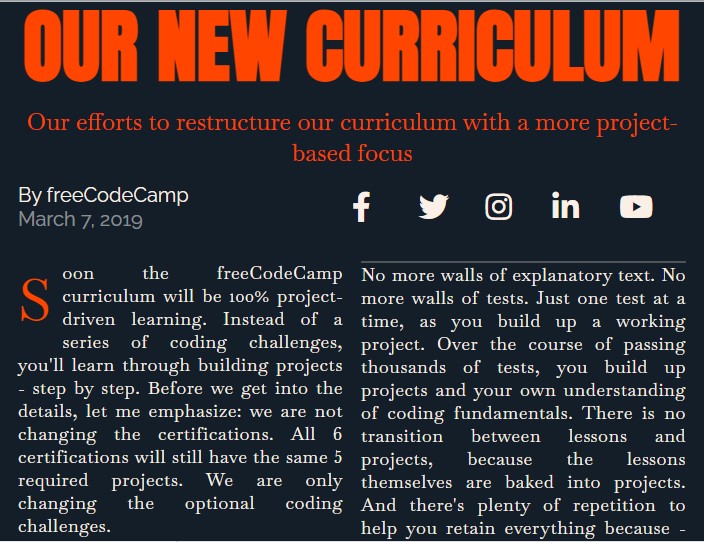 OUR NEW CURRICULUM
Our efforts to restructure our curriculum with a more project-
based focus
By freeCodeCamp
March 7, 2019
Soon the freeCodeCamp
curriculum will be 100% project-
driven learning. Instead of a
series of coding challenges,
you'll learn through building projects
- step by step. Before we get into the
details, let me emphasize: we are not
changing the certifications. All 6
certifications will still have the same 5
required projects. We are only
changing the optional coding
challenges.
No more walls of explanatory text. No
more walls of tests. Just one test at a
time, as you build up a working
project. Over the course of passing
thousands of tests, you build up
projects and your own understanding
of coding fundamentals. There is no
transition between lessons and
projects, because the lessons
themselves are baked into projects.
And there's plenty of repetition to
help you retain everything because -